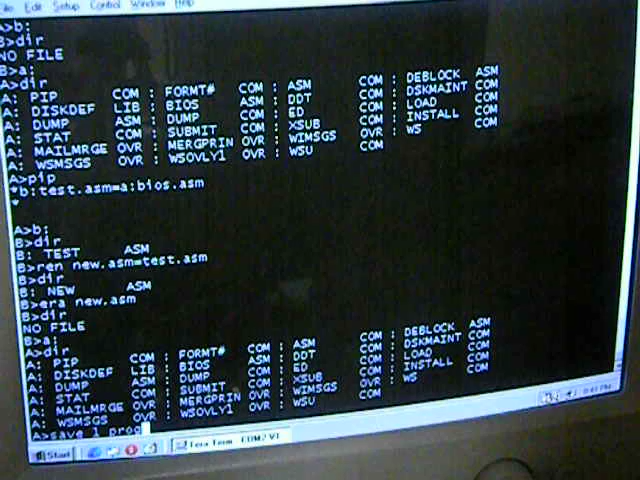 Edit Setup Control Window Help
A>b:
B>dir
NO FILE
B>a:
A>dir
A: PIP COM : FORMT# COM : ASM COM : DEBLOCK ASM
A: DISKDEF LIB : BIOS ASM : DDT COM : DSKMAINT COM
A: DUMP ASM : DUMP COM : ED COM : LOAD COM
A: STAT COM : SUBMIT COM : XSUB COM : INSTALL COM
A: MAILMRGE OVR : MERGPRIN OVR : WIMSGS OVR : WS COM
A: WSMSGS OVR : WSOVLY1 OVR : WSU COM
A>pip
*b:test.asm=a:bios.asm
*
A>b:
B>dir
B: TEST ASM
B>ren new.asm=test.asm
B>dir
B: NEW ASM
B>era new.asm
B>dir
NO FILE
B>a:
A>dir
A: PIP COM : FORMT# COM : ASM COM : DEBLOCK ASM
A: DISKDEF LIB : BIOS ASM : DDT COM : DSKMAINT COM
A: DUMP ASM : DUMP COM : ED COM : LOAD COM
A: STAT COM : SUBMIT COM : XSUB COM : INSTALL COM
A: MAILMRGE OVR : MERGPRIN OVR : WIMSGS OVR : WS COM
A: WSMSGS OVR : WSOVLY1 OVR : WSU COM
A>save 1 prog
Start Tera Term - COM2 VT